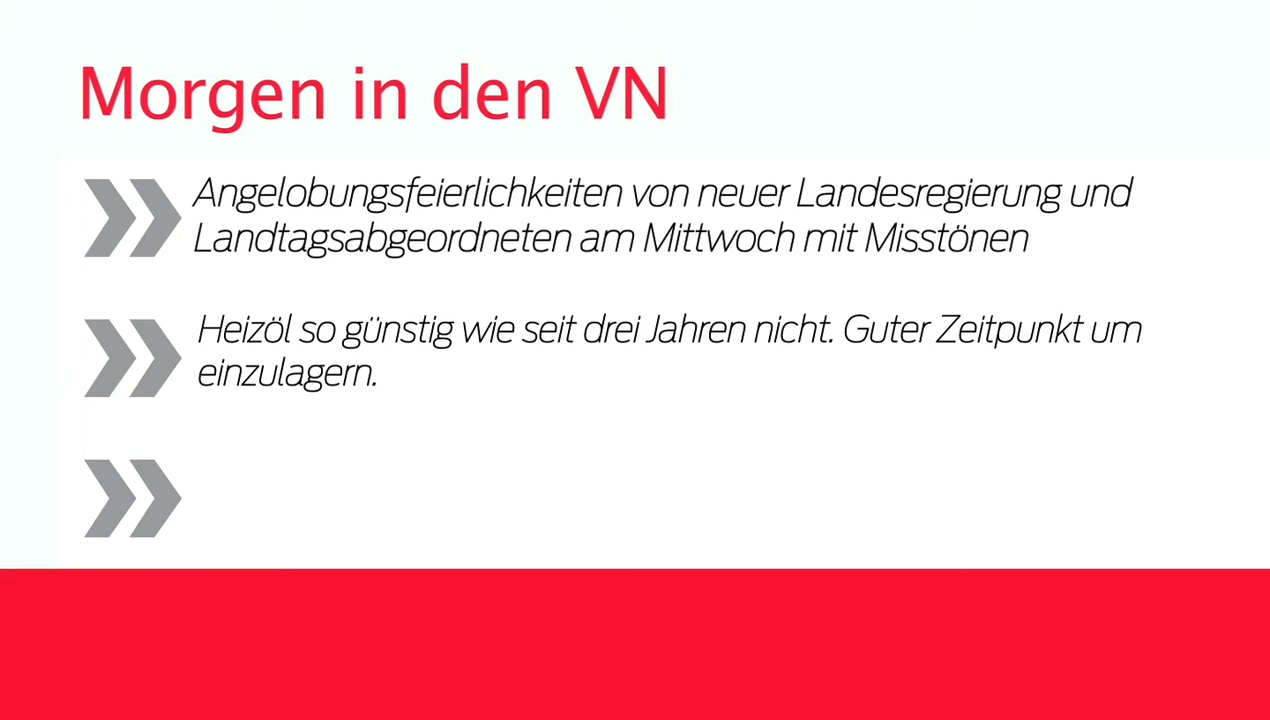 Morgen in den VN
Angelobungsfeierlichkeiten von neuer Landesregierung und
Landtagsabgeordneten am Mittwoch mit Misstönen
Heizöl so günstig wie seit drei Jahren nicht. Guter Zeitpunkt um
einzulagern.